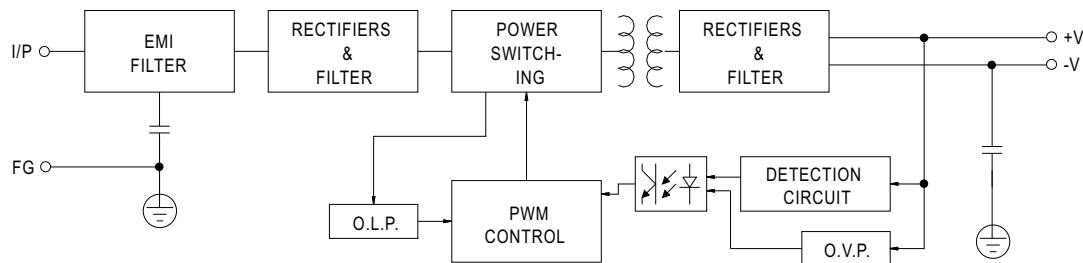 I/P
EMI
FILTER
RECTIFIERS
&
FILTER
POWER
SWITCH-
ING
RECTIFIERS
&
FILTER
+V
-V
FG
O.L.P.
PWM
CONTROL
DETECTION
CIRCUIT
O.V.P.